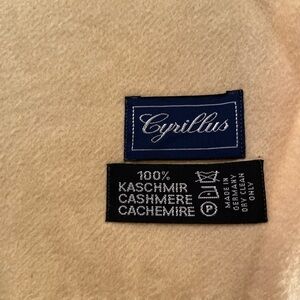 Cyrillus
100%
KASCHMIR
CASHMERE
CACHEMIRE
P
MADE IN
GERMANY
DRY CLEAN
ONLY